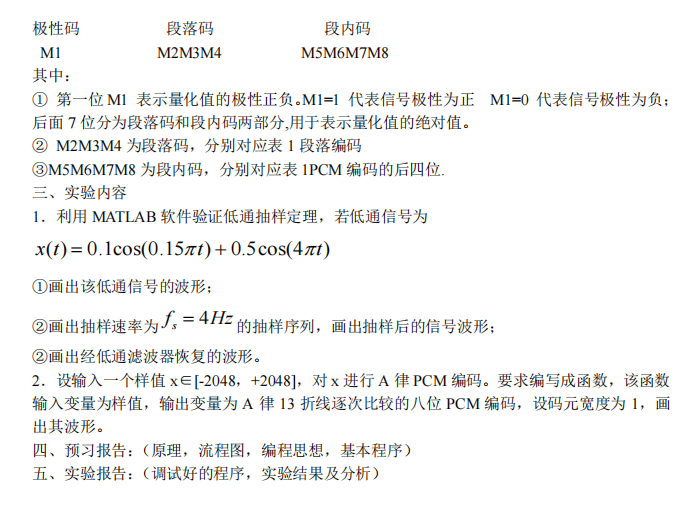 极性码 段落码 段内码
M1 M2M3M4 M5M6M7M8
其中：
① 第一位 M1 表示量化值的极性正负。M1=1 代表信号极性为正 M1=0 代表信号极性为负；
后面 7 位分为段落码和段内码两部分,用于表示量化值的绝对值。
② M2M3M4 为段落码，分别对应表 1 段落编码
③M5M6M7M8 为段内码，分别对应表 1PCM 编码的后四位.
三、实验内容
1．利用 MATLAB 软件验证低通抽样定理，若低通信号为
x(t) = 0.1cos(0.15πt) + 0.5cos(4πt)
①画出该低通信号的波形；
②画出抽样速率为 fs = 4Hz 的抽样序列，画出抽样后的信号波形；
②画出经低通滤波器恢复的波形。
2．设输入一个样值 x∈[-2048，+2048]，对 x 进行 A 律 PCM 编码。要求编写成函数，该函数
输入变量为样值，输出变量为 A 律 13 折线逐次比较的八位 PCM 编码，设码元宽度为 1，画
出其波形。
四、预习报告：（原理，流程图，编程思想，基本程序）
五、实验报告：（调试好的程序，实验结果及分析）